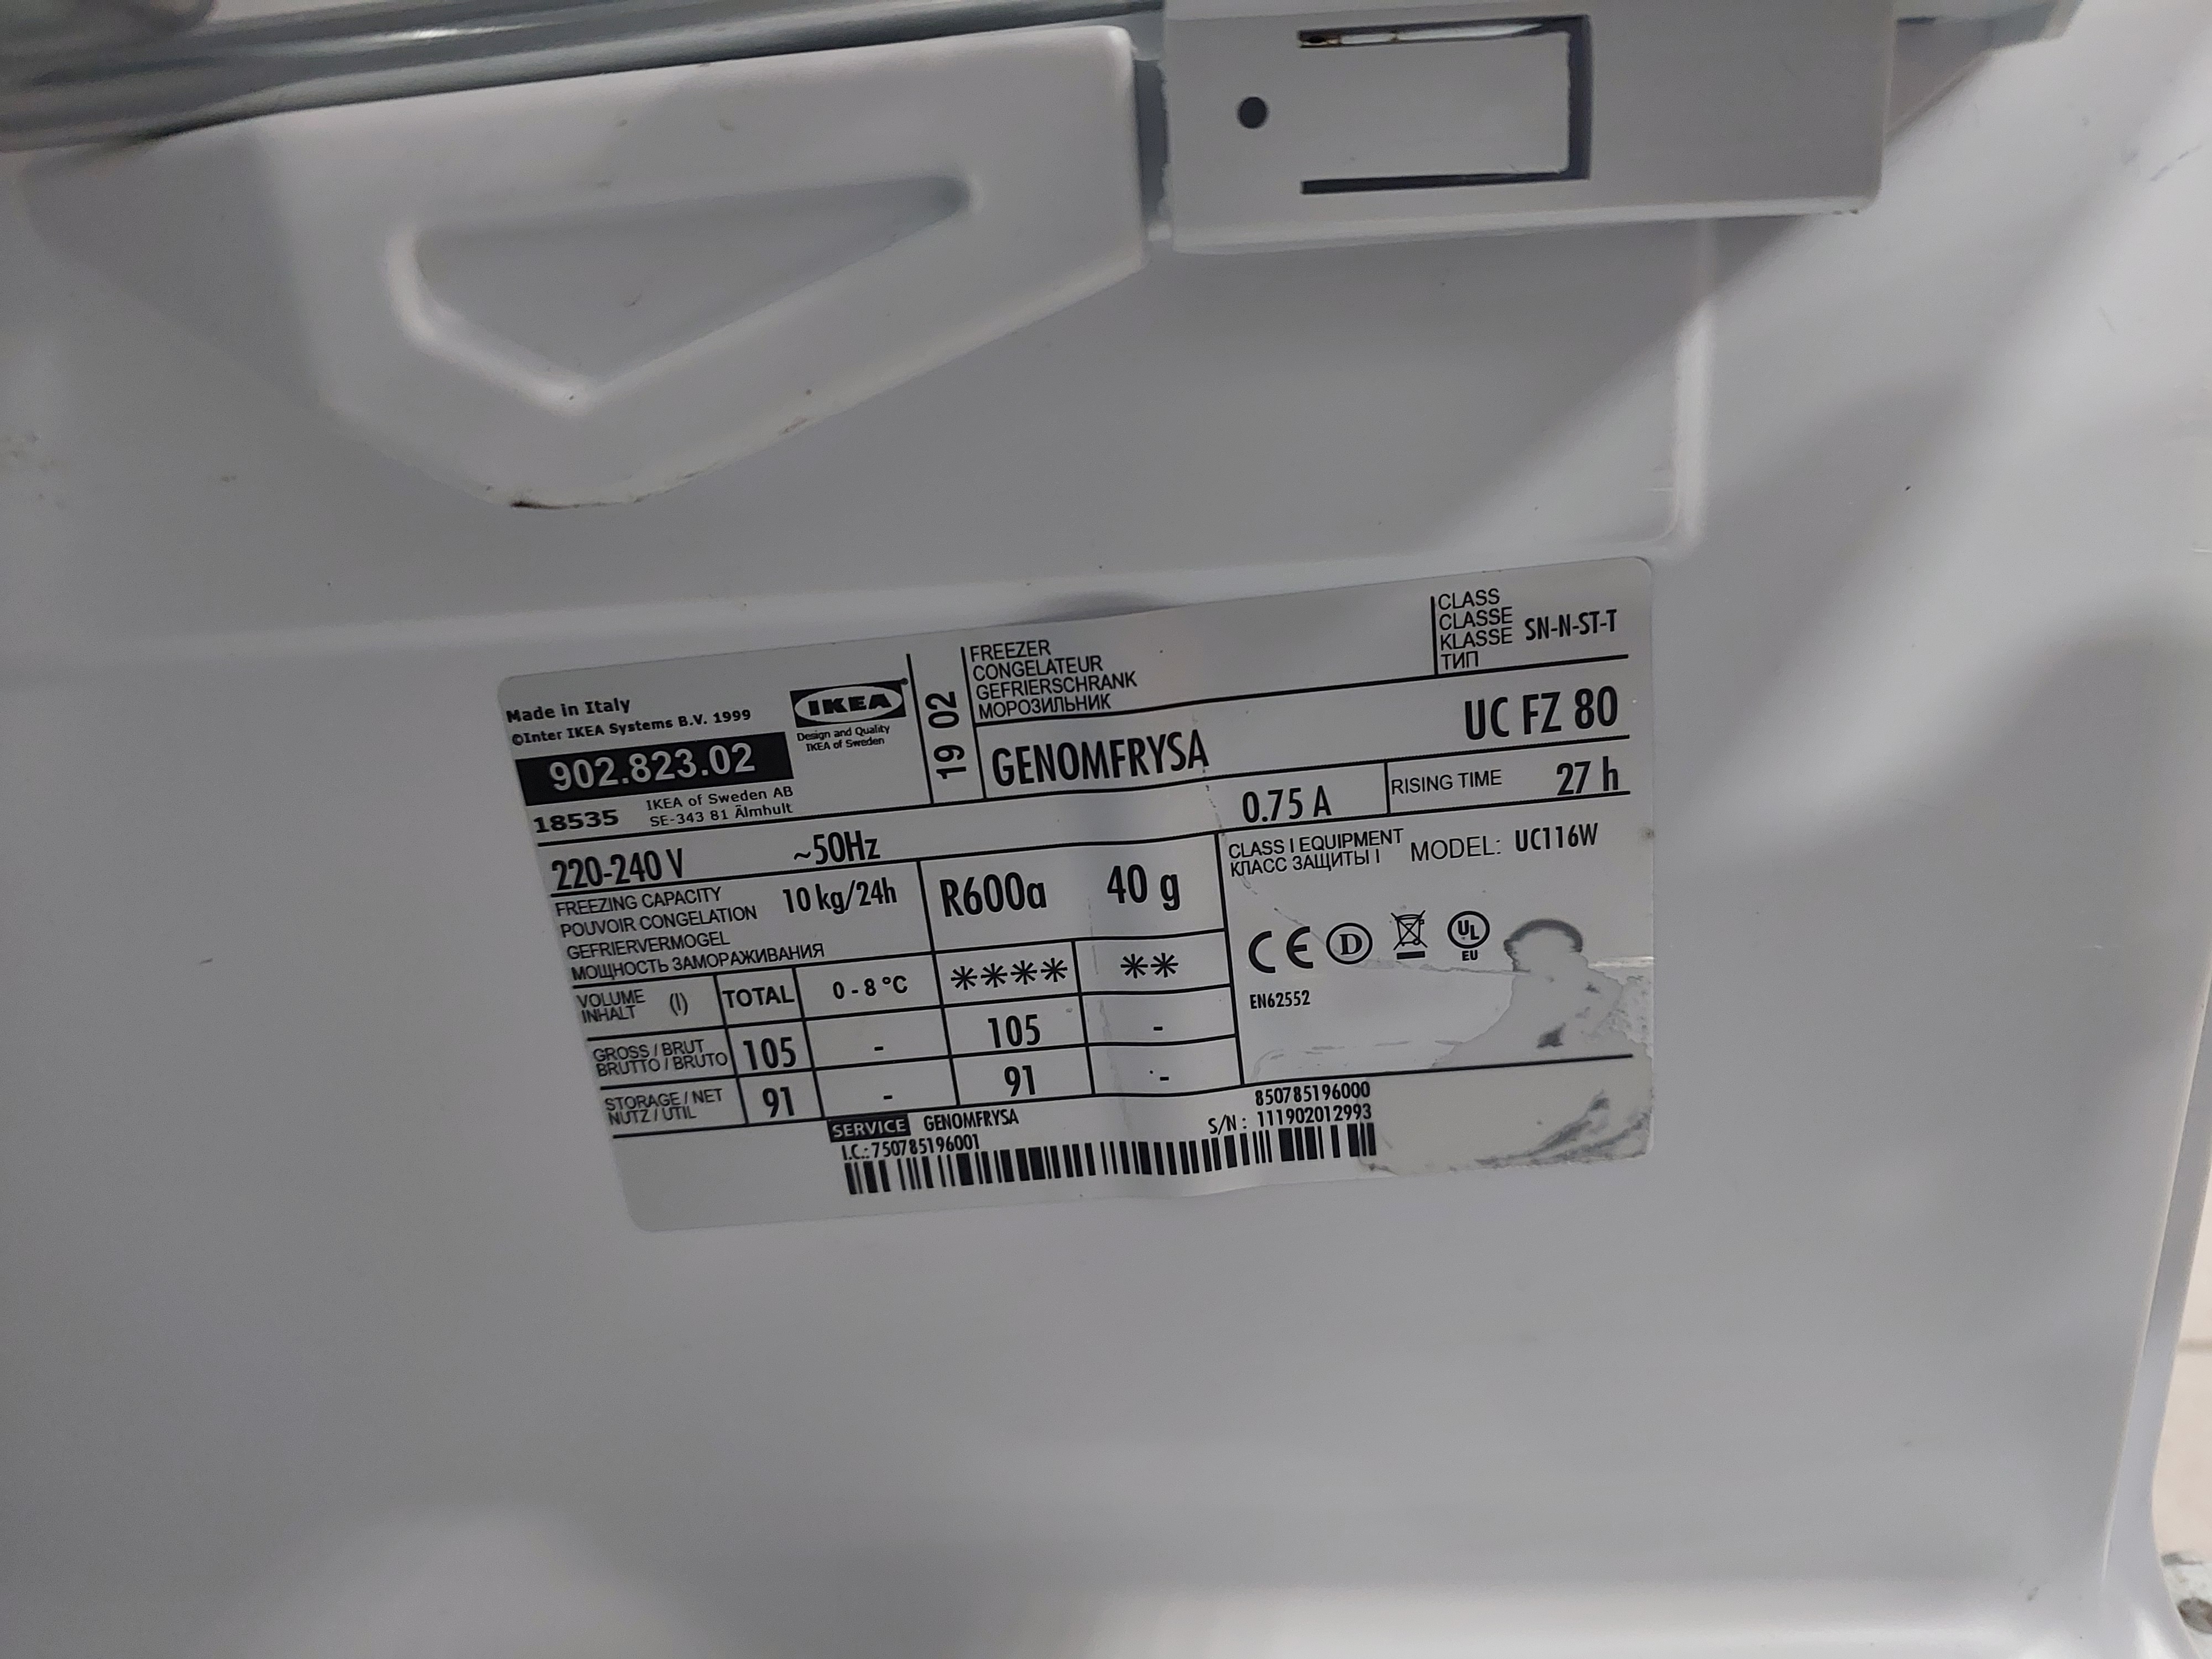 Made in Italy
©Inter IKEA Systems B.V. 1999
902.823.02
18535
IKEA of Sweden AB
SE-343 81 Älmhult
IKEA®
Design and Quality
IKEA of Sweden
19 02
FREEZER
CONGELATEUR
GEFRIERSCHRANK
МОРОЗИЛЬНИК
CLASS
CLASSE
KLASSE
ТИП
SN-N-ST-T
GENOMFRYSA
UC FZ 80
220-240 V
~50Hz
0.75 A
RISING TIME 27 h
FREEZING CAPACITY
POUVOIR CONGELATION
GEFRIERVERMOGEL
МОЩНОСТЬ ЗАМОРАЖИВАНИЯ
10 kg/24h
R600a 40 g
CLASS I EQUIPMENT
КЛАСС ЗАЩИТЫ I
MODEL: UC116W
VOLUME
INHALT
(l)
TOTAL
0 - 8 °C
**** **
GROSS / BRUT
BRUTTO / BRUTO
105 - 105 -
STORAGE / NET
NUTZ / UTIL
91 - 91 -
CE D UL
EU
EN62552
SERVICE GENOMFRYSA
850785196000
I.C.: 750785196001
S/N : 111902012993